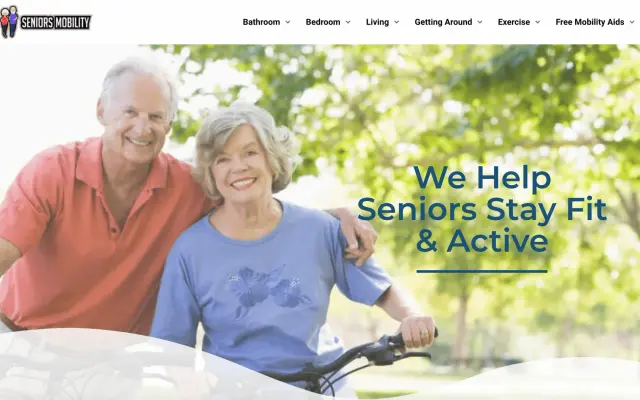 SENIORS MOBILITY
Bathroom Bedroom Living Getting Around Exercise Free Mobility Aids
We Help
Seniors Stay Fit
& Active